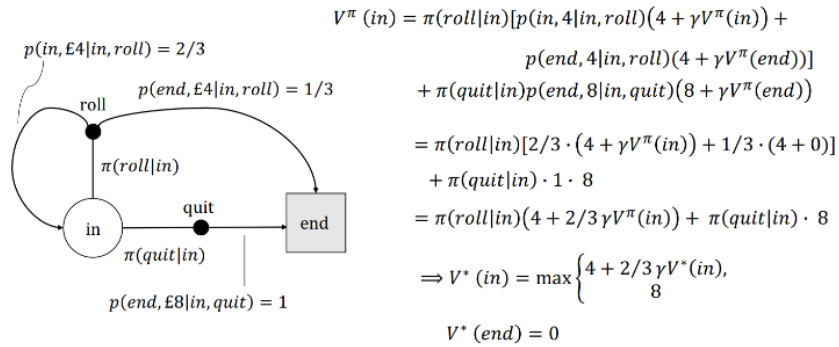 p(in, £4|in, roll) = 2/3
p(end, £4|in, roll) = 1/3
roll
π(roll|in)
in
quit
π(quit|in)
end
p(end, £8|in, quit) = 1
V^π (in) = π(roll|in)[p(in, 4|in, roll)(4 + γV^π(in)) +
p(end, 4|in, roll)(4 + γV^π(end))]
+ π(quit|in)p(end, 8|in, quit)(8 + γV^π(end))
= π(roll|in)[2/3 · (4 + γV^π(in)) + 1/3 · (4 + 0)]
+ π(quit|in) · 1 · 8
= π(roll|in)(4 + 2/3 γV^π(in)) + π(quit|in) · 8
⟹ V* (in) = max {4 + 2/3 γV*(in),
8
V* (end) = 0